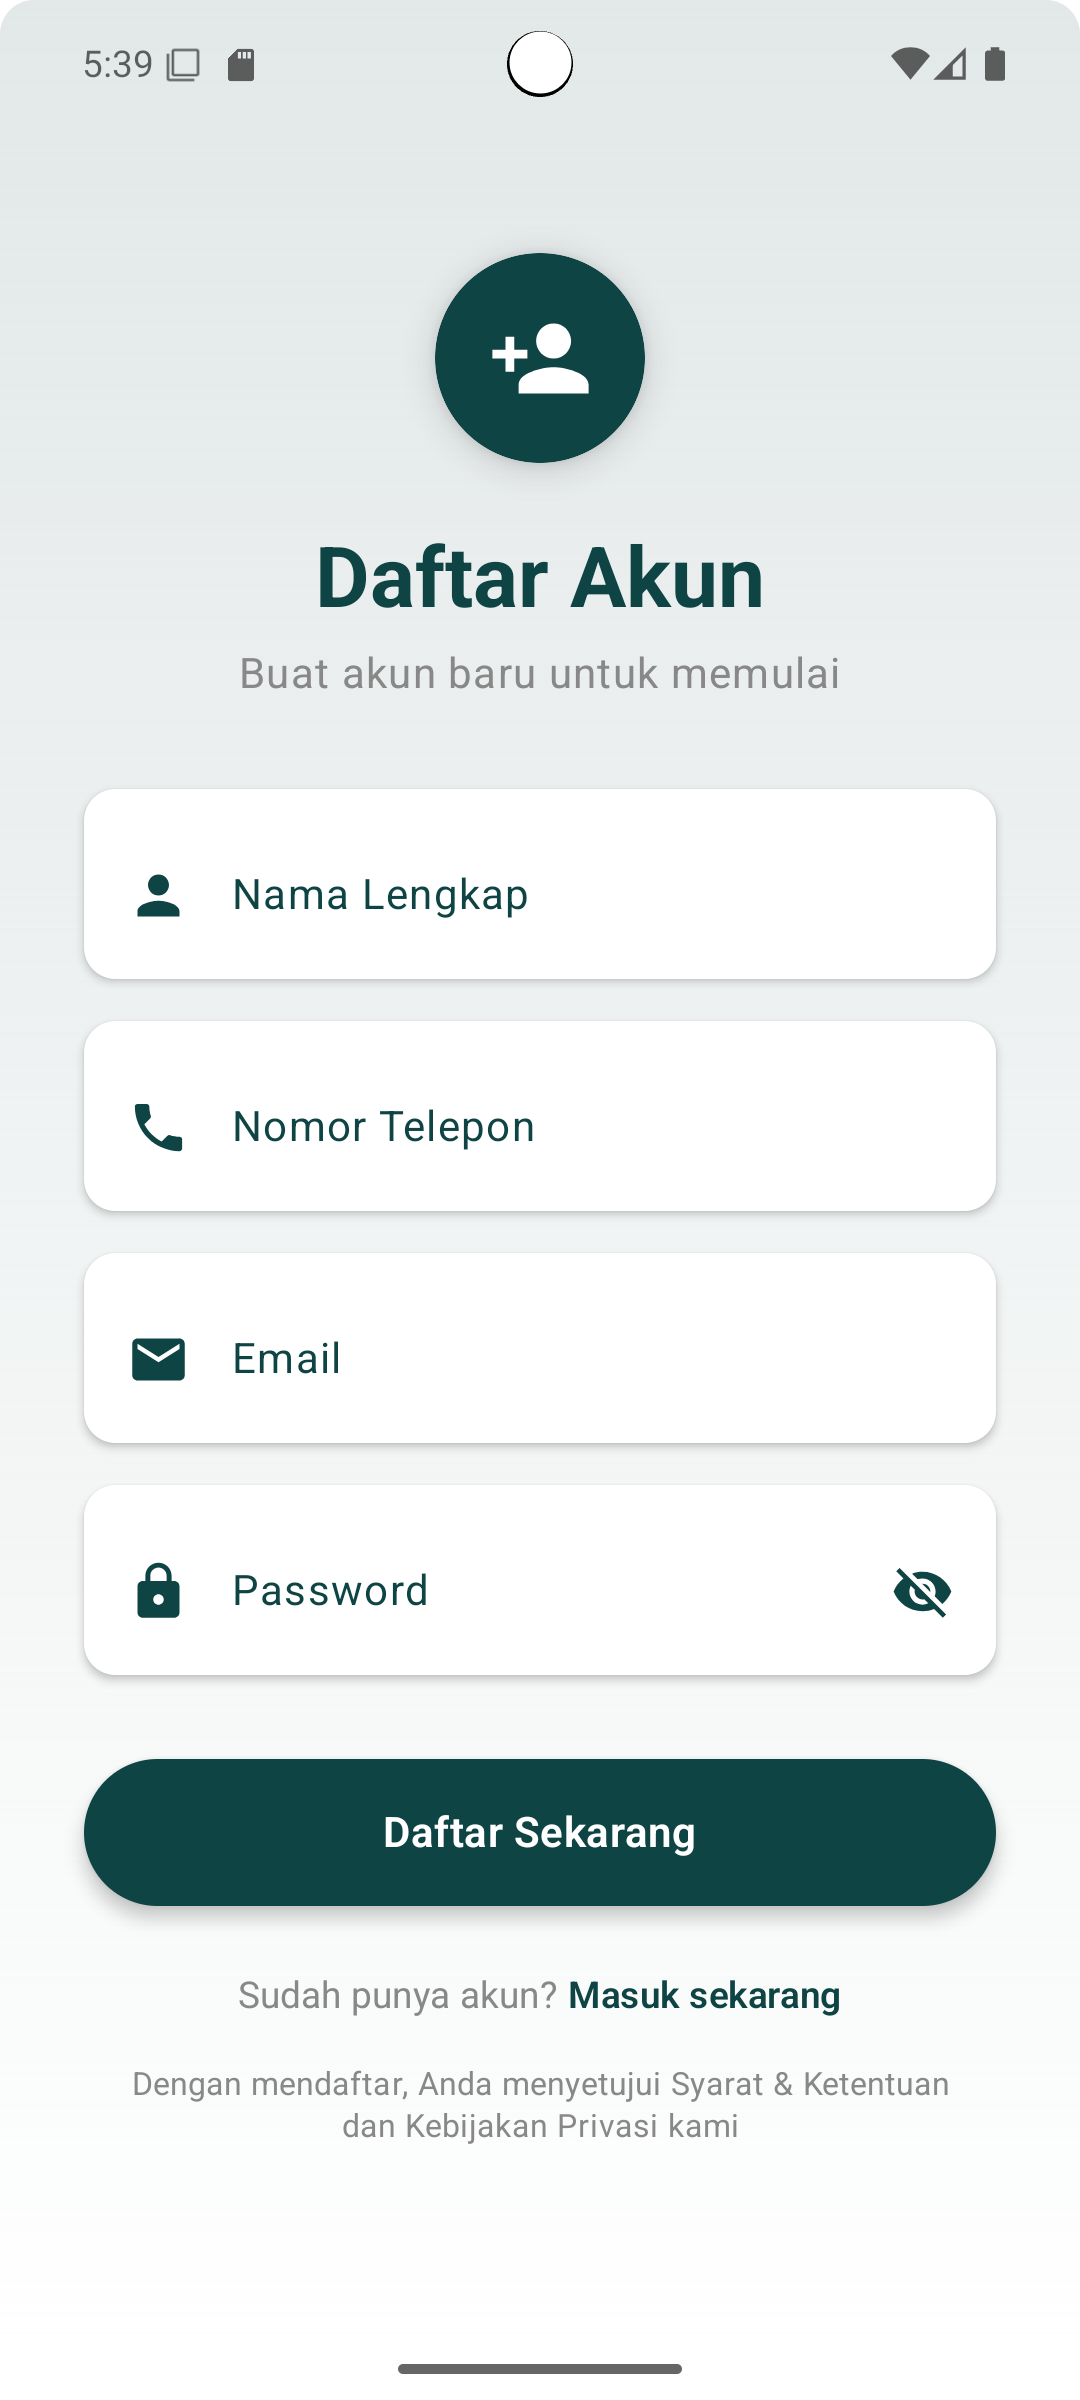 5:39
Daftar Akun
Buat akun baru untuk memulai
Nama Lengkap
Nomor Telepon
Email
Password
Daftar Sekarang
Sudah punya akun? Masuk sekarang
Dengan mendaftar, Anda menyetujui Syarat & Ketentuan
dan Kebijakan Privasi kami